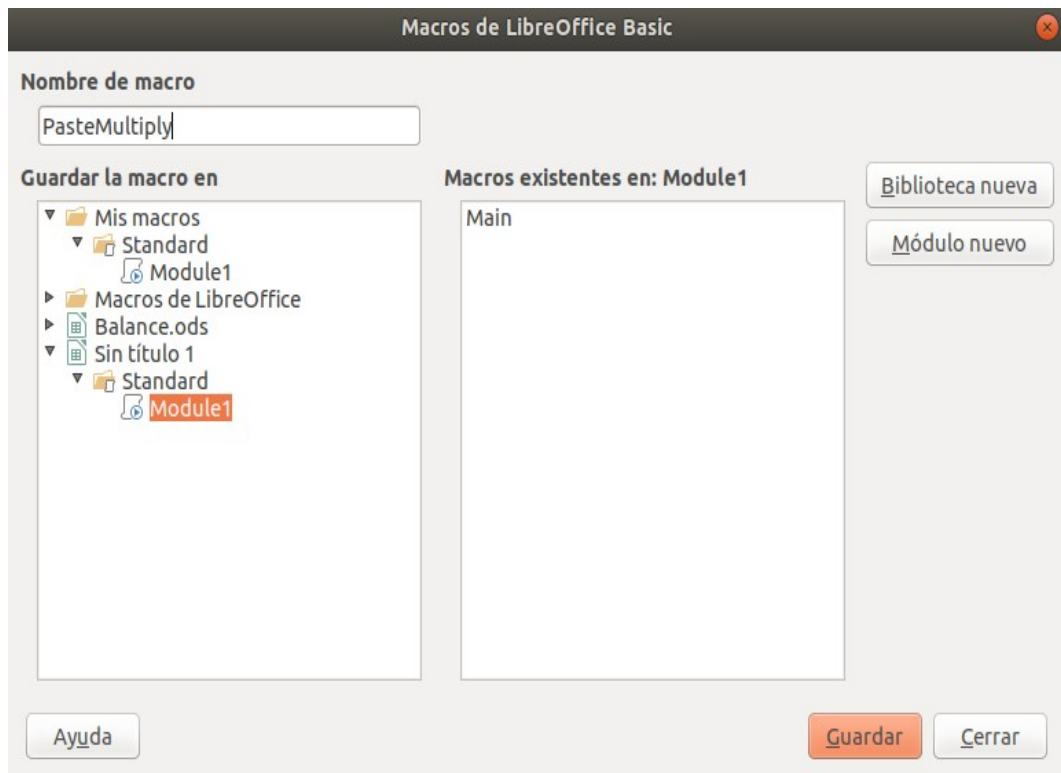 Macros de LibreOffice Basic
Nombre de macro
PasteMultiply
Guardar la macro en
Mis macros
Standard
Module1
Macros de LibreOffice
Balance.ods
Sin título 1
Standard
Module1
Macros existentes en: Module1
Main
Biblioteca nueva
Módulo nuevo
Ayuda
Guardar
Cerrar